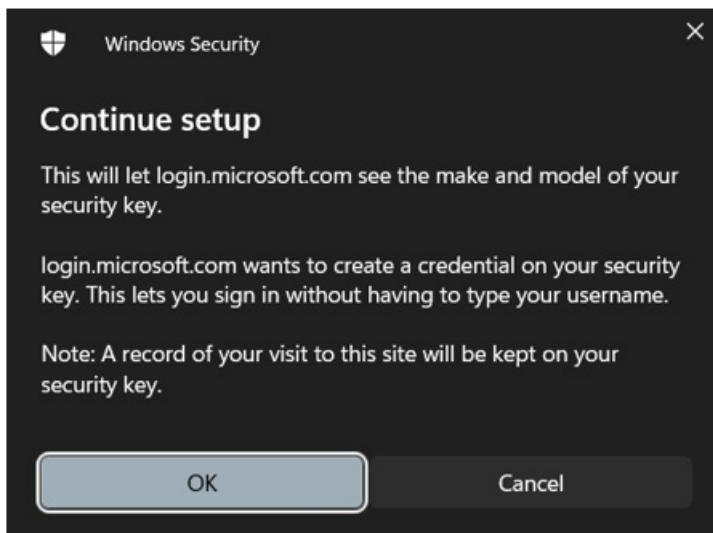 Windows Security
Continue setup
This will let login.microsoft.com see the make and model of your
security key.
login.microsoft.com wants to create a credential on your security
key. This lets you sign in without having to type your username.
Note: A record of your visit to this site will be kept on your
security key.
OK
Cancel